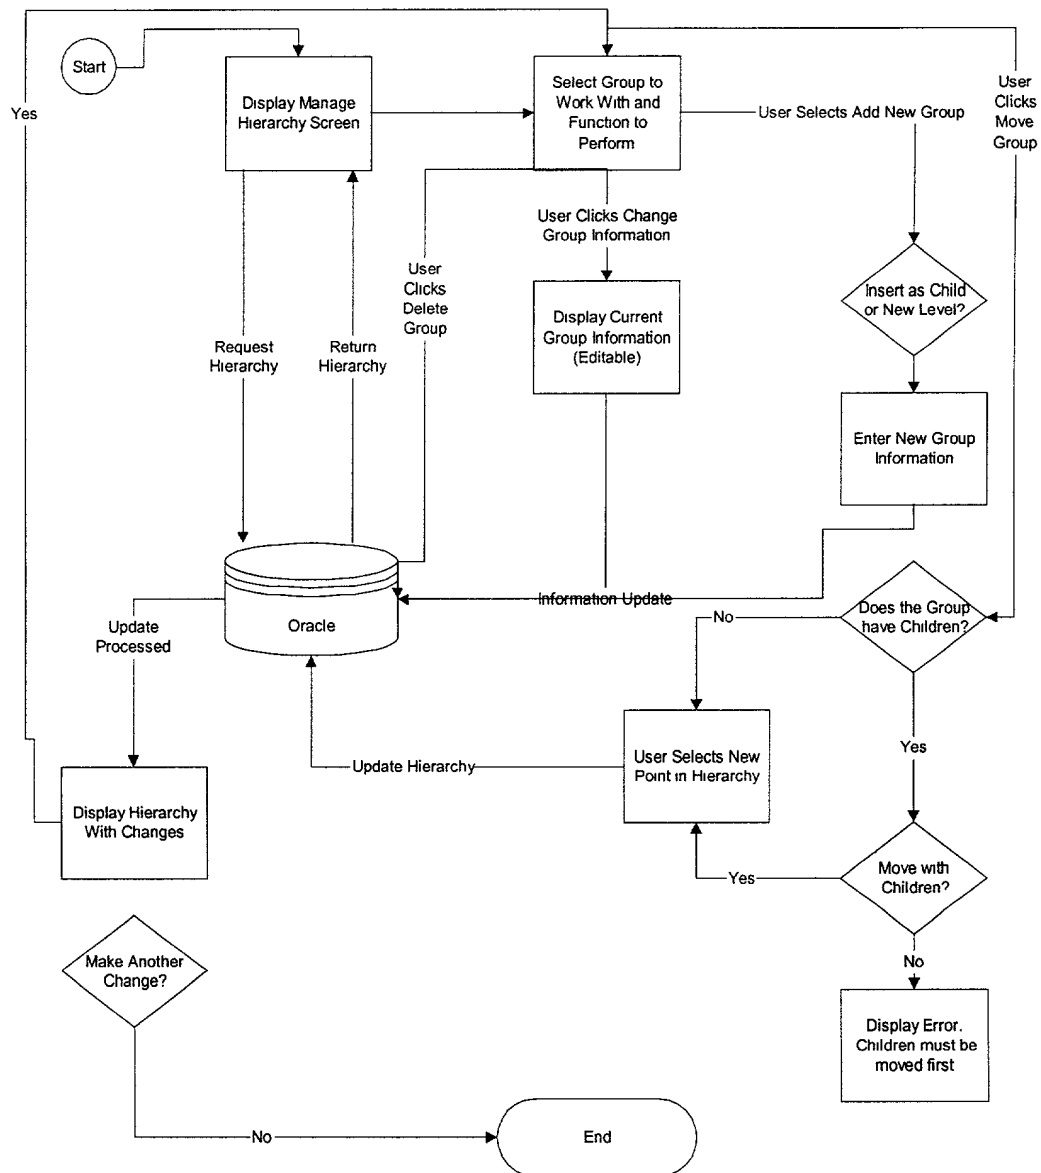 Start
Yes
Display Manage
Hierarchy Screen
Select Group to
Work With and
Function to
Perform
User Selects Add New Group
User
Clicks
Move
Group
User Clicks Change
Group Information
User
Clicks
Delete
Group
Insert as Child
or New Level?
Display Current
Group Information
(Editable)
Request
Hierarchy
Return
Hierarchy
Enter New Group
Information
Information Update
Oracle
Does the Group
have Children?
No
Update
Processed
Yes
User Selects New
Point in Hierarchy
Update Hierarchy
Display Hierarchy
With Changes
Move with
Children?
Yes
No
Make Another
Change?
Display Error.
Children must be
moved first
No
End